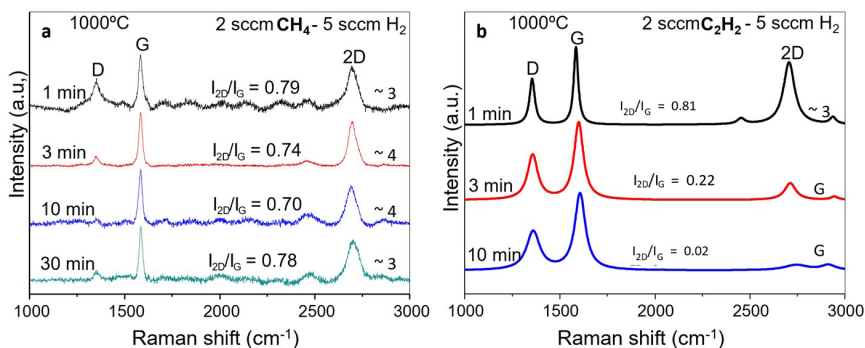 a
1000ºC
2 sccm CH₄ - 5 sccm H₂
D
G
2D
1 min
I2D/IG = 0.79
~ 3
3 min
I2D/IG = 0.74
~ 4
10 min
I2D/IG = 0.70
~ 4
30 min
I2D/IG = 0.78
~ 3
Intensity (a.u,)
1000
1500
2000
2500
3000
Raman shift (cm⁻¹)
b
1000ºC
2 sccm C₂H₂ - 5 sccm H₂
D
G
2D
1 min
I2D/IG = 0.81
~ 3
3 min
I2D/IG = 0.22
G
10 min
I2D/IG = 0.02
G
Intensity (a.u.)
1000
1500
2000
2500
3000
Raman shift (cm⁻¹)